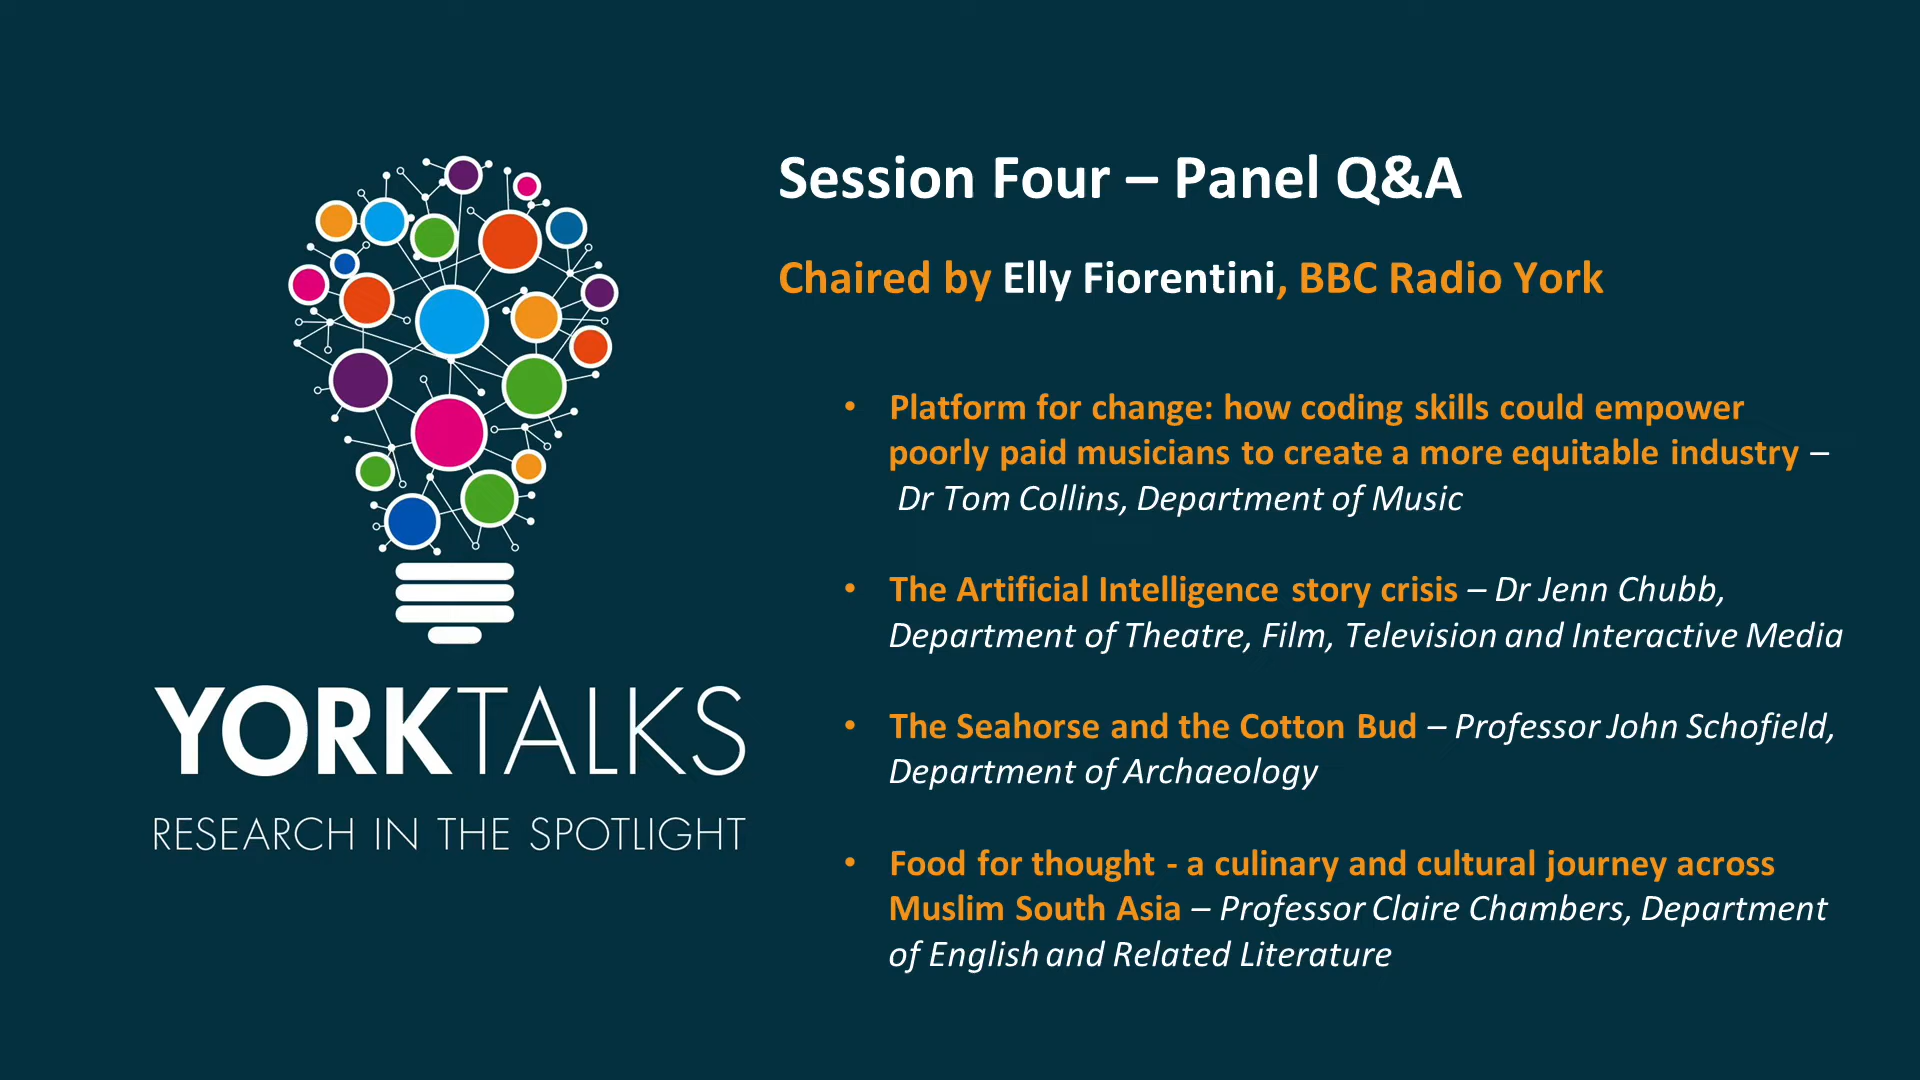 Session Four – Panel Q&A
Chaired by Elly Fiorentini, BBC Radio York
• Platform for change: how coding skills could empower
poorly paid musicians to create a more equitable industry –
Dr Tom Collins, Department of Music
• The Artificial Intelligence story crisis – Dr Jenn Chubb,
Department of Theatre, Film, Television and Interactive Media
• The Seahorse and the Cotton Bud – Professor John Schofield,
Department of Archaeology
• Food for thought - a culinary and cultural journey across
Muslim South Asia – Professor Claire Chambers, Department
of English and Related Literature
YORKTALKS
RESEARCH IN THE SPOTLIGHT